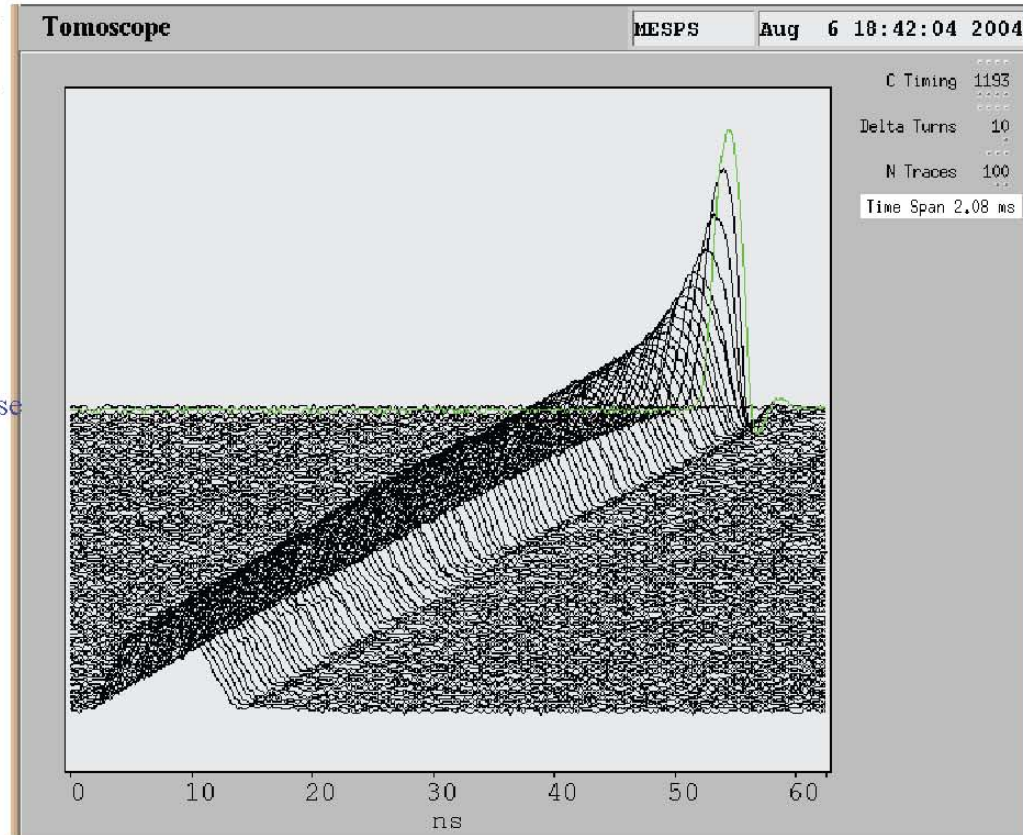 Tomoscope
MESPS
Aug 6 18:42:04 2004
C Timing 1193
Delta Turns 10
N Traces 100
Time Span 2.08 ms
se
0 10 20 30 40 50 60
ns